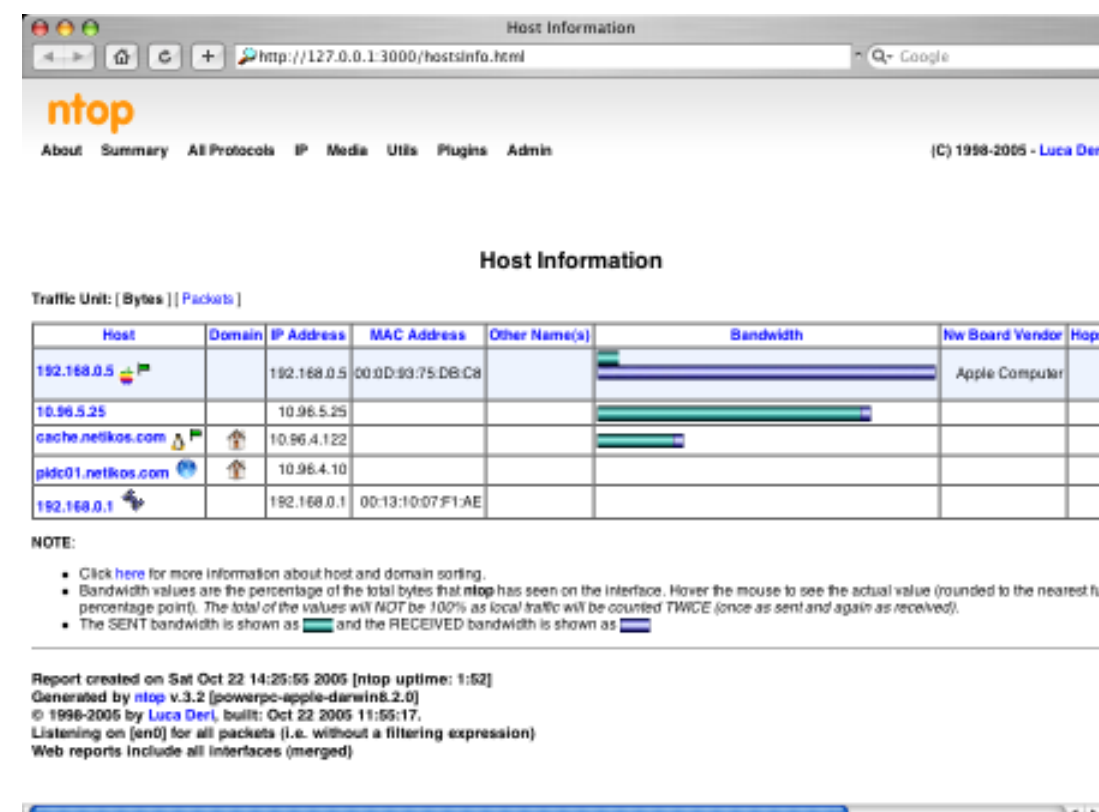 Host Information
http://127.0.0.1:3000/hostsInfo.html
Google
ntop
About Summary All Protocols IP Media Utils Plugins Admin
(C) 1998-2005 - Luca Der
Host Information
Traffic Unit: [ Bytes ] [ Packets ]
Host Domain IP Address MAC Address Other Name(s) Bandwidth Nw Board Vendor Hops
192.168.0.5 192.168.0.5 00:0D:93:75:DB:C8 Apple Computer
10.96.5.25 10.96.5.25
cache.netikos.com 10.96.4.122
pidc01.netikos.com 10.96.4.10
192.168.0.1 192.168.0.1 00:13:10:07:F1:AE
NOTE:
Click here for more information about host and domain sorting.
Bandwidth values are the percentage of the total bytes that ntop has seen on the interface. Hover the mouse to see the actual value (rounded to the nearest fu
percentage point). The total of the values will NOT be 100% as local traffic will be counted TWICE (once as sent and again as received).
The SENT bandwidth is shown as and the RECEIVED bandwidth is shown as
Report created on Sat Oct 22 14:25:55 2005 [ntop uptime: 1:52]
Generated by ntop v.3.2 [powerpc-apple-darwin8.2.0]
© 1998-2005 by Luca Deri, built: Oct 22 2005 11:55:17.
Listening on [en0] for all packets (i.e. without a filtering expression)
Web reports include all interfaces (merged)